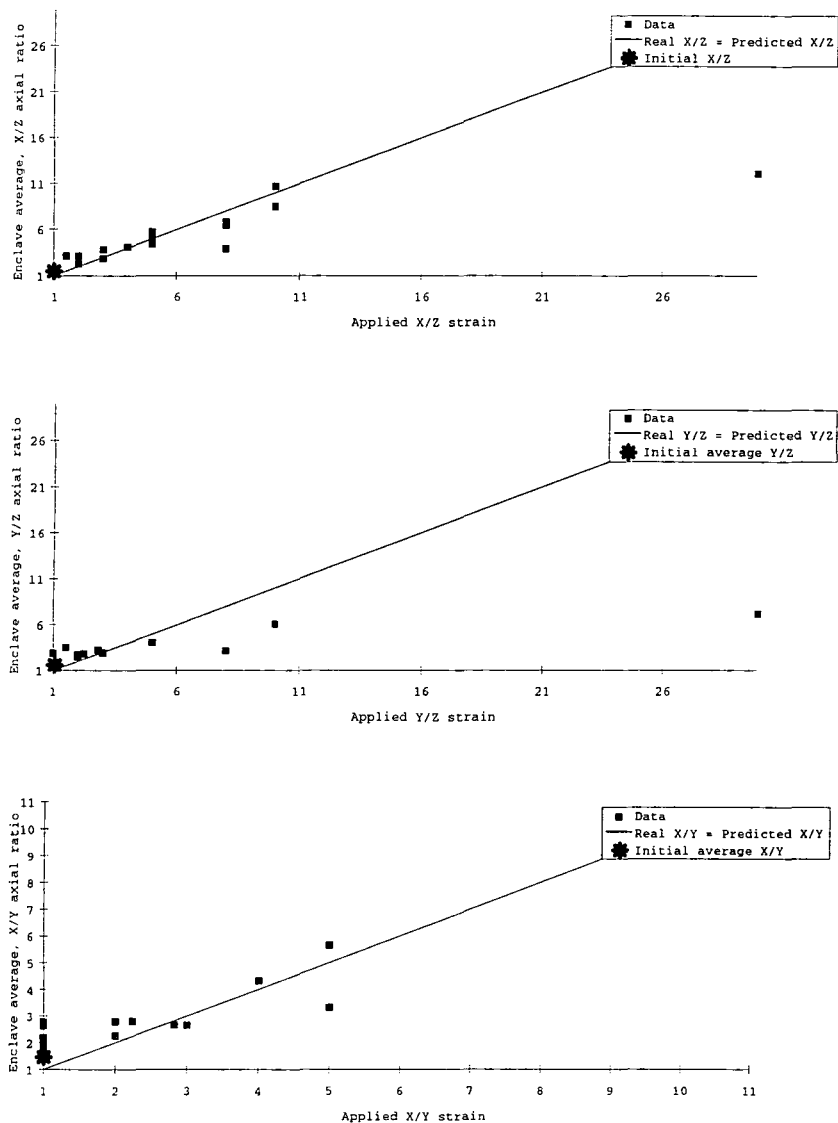 Data
Real X/Z = Predicted X/Z
Initial X/Z
Enclave average, X/Z axial ratio
26
21
16
11
6
1
1 6 11 16 21 26
Applied X/Z strain
Data
Real Y/Z = Predicted Y/Z
Initial average Y/Z
Enclave average, Y/Z axial ratio
26
21
16
11
6
1
1 6 11 16 21 26
Applied Y/Z strain
Data
Real X/Y = Predicted X/Y
Initial average X/Y
Enclave average, X/Y axial ratio
11
10
9
8
7
6
5
4
3
2
1
1 2 3 4 5 6 7 8 9 10 11
Applied X/Y strain